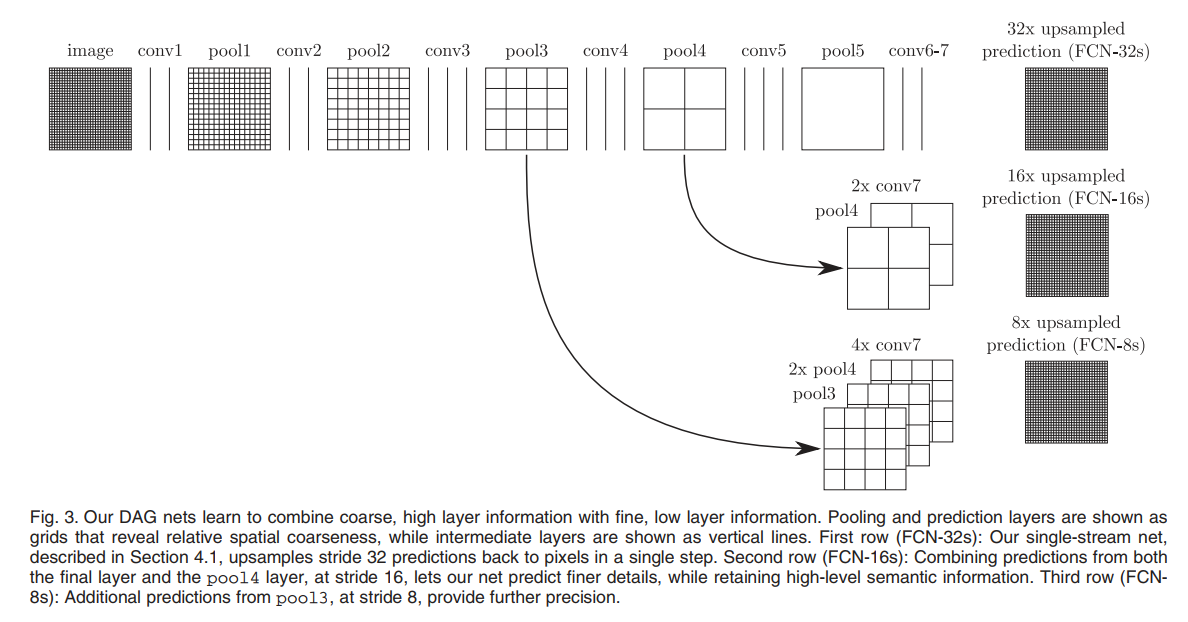 image conv1 pool1 conv2 pool2 conv3 pool3 conv4 pool4 conv5 pool5 conv6-7
32x upsampled
prediction (FCN-32s)
16x upsampled
prediction (FCN-16s)
2x conv7
pool4
8x upsampled
prediction (FCN-8s)
4x conv7
2x pool4
pool3
Fig. 3. Our DAG nets learn to combine coarse, high layer information with fine, low layer information. Pooling and prediction layers are shown as
grids that reveal relative spatial coarseness, while intermediate layers are shown as vertical lines. First row (FCN-32s): Our single-stream net,
described in Section 4.1, upsamples stride 32 predictions back to pixels in a single step. Second row (FCN-16s): Combining predictions from both
the final layer and the pool4 layer, at stride 16, lets our net predict finer details, while retaining high-level semantic information. Third row (FCN-
8s): Additional predictions from pool3, at stride 8, provide further precision.